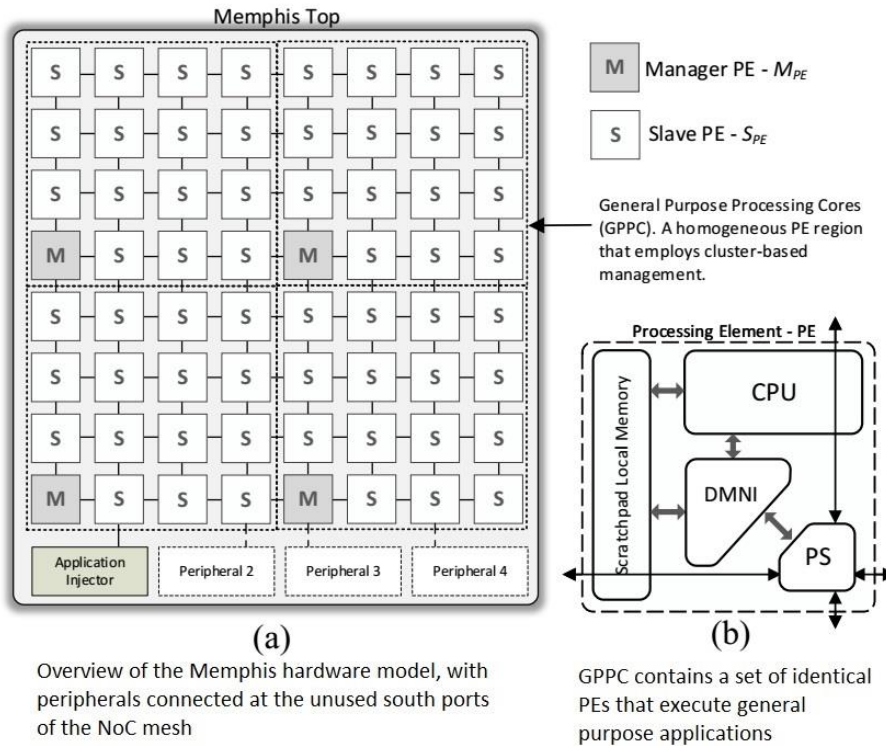 Memphis Top
S S S S S S S S
S S S S S S S S
S S S S S S S S
M S S S M S S S
S S S S S S S S
S S S S S S S S
S S S S S S S S
M S S S M S S S
Application
Injector
Peripheral 2
Peripheral 3
Peripheral 4
(a)
Overview of the Memphis hardware model, with
peripherals connected at the unused south ports
of the NoC mesh
M Manager PE - MPE
S Slave PE - SPE
General Purpose Processing Cores
(GPPC). A homogeneous PE region
that employs cluster-based
management.
Processing Element - PE
Scratchpad Local Memory
CPU
DMNI
PS
(b)
GPPC contains a set of identical
PEs that execute general
purpose applications